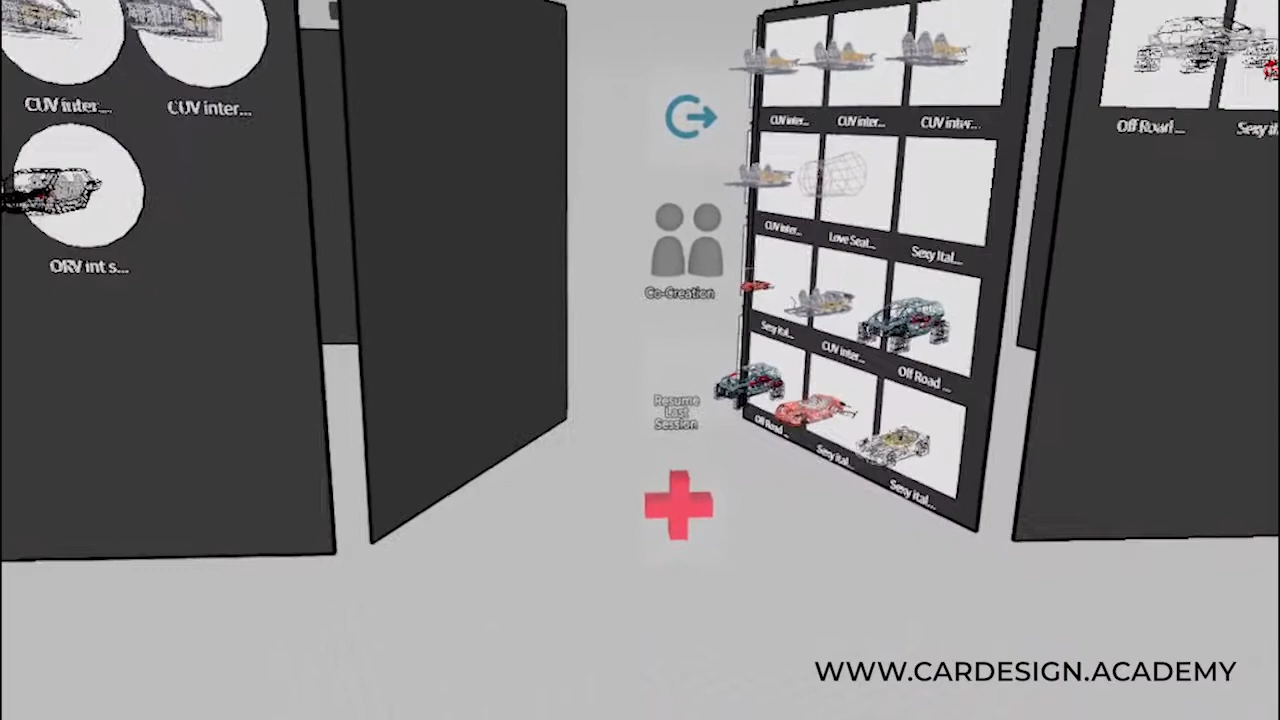 CUV inter...
CUV inter...
ORV int s...
Co-Creation
Resume
Last
Session
CUV inter...
CUV inter...
CUV inter...
CUV inter...
Love Seat...
Sexy ital...
Sexy ital...
CUV inter...
Off Road ...
Off Road ...
Sexy ital...
Sexy ital...
Off Road ...
WWW.CARDESIGN.ACADEMY